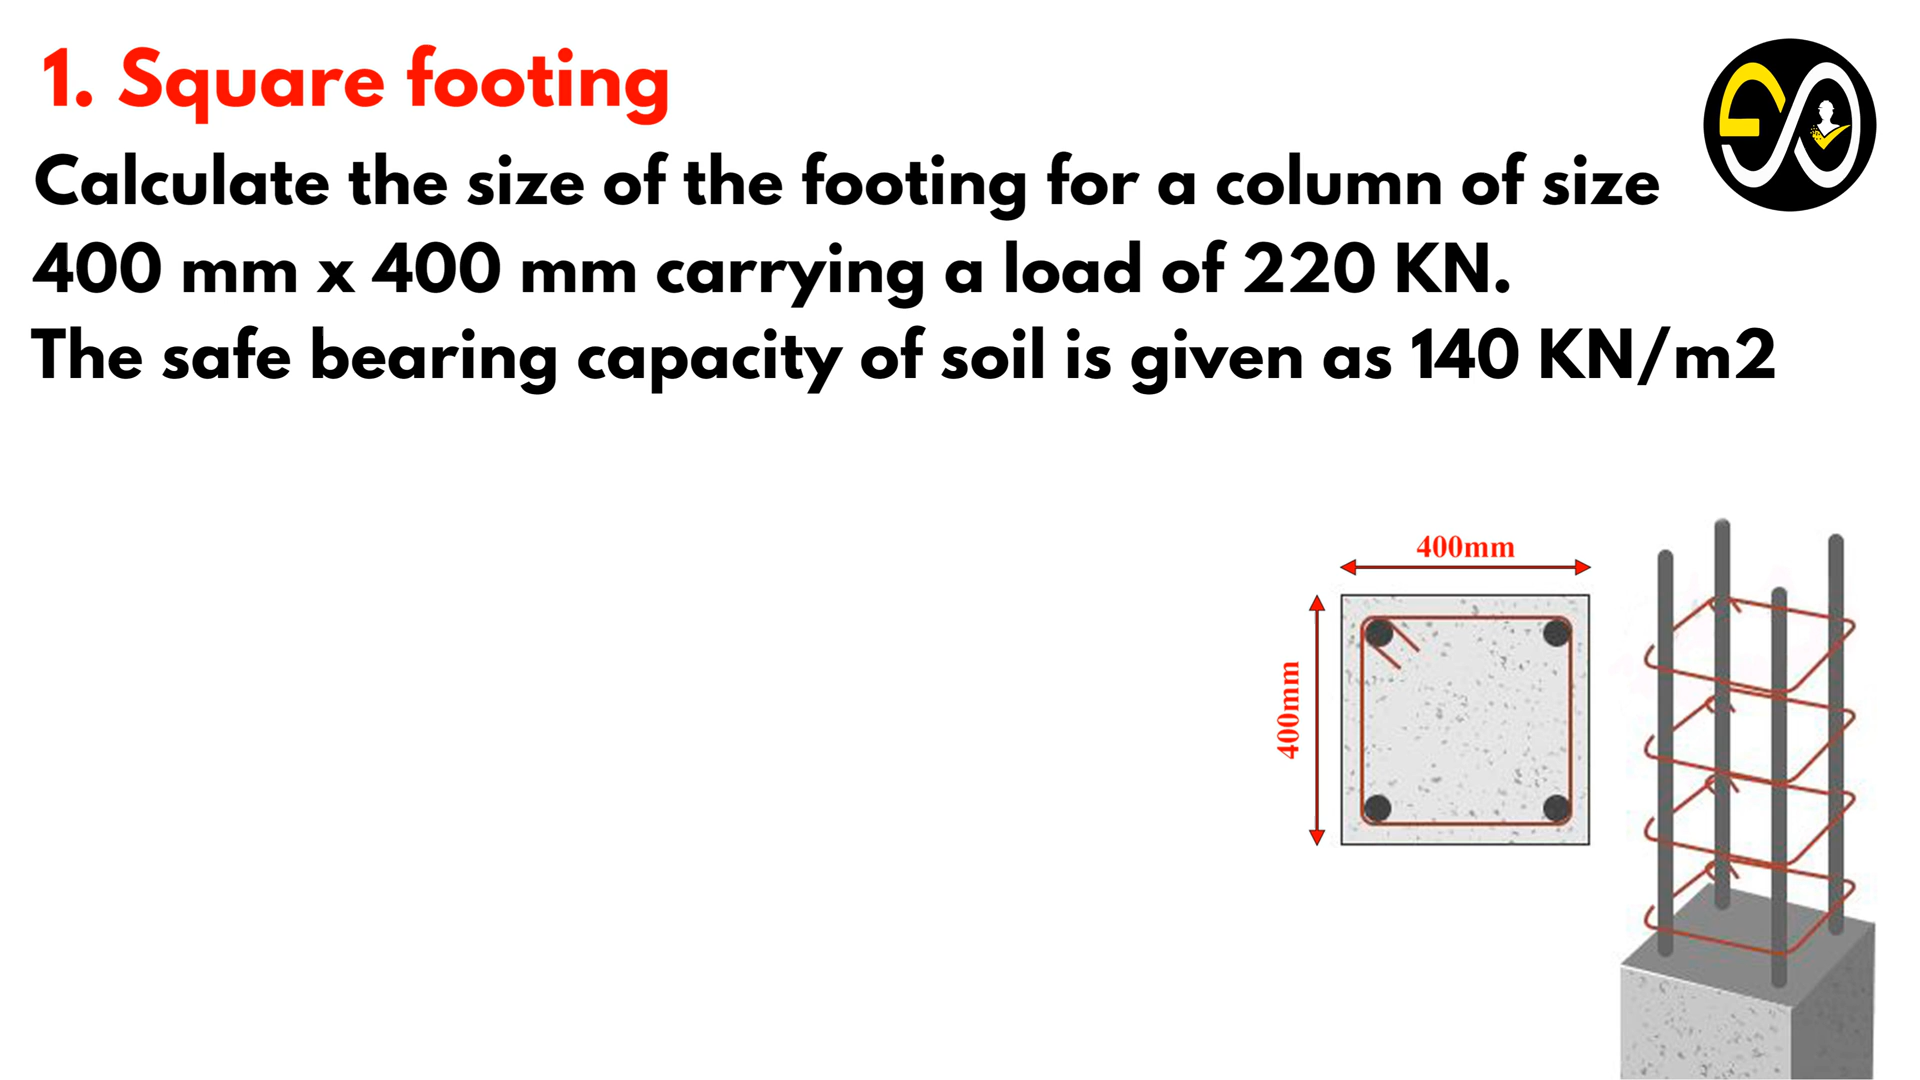 1. Square footing
Calculate the size of the footing for a column of size
400 mm x 400 mm carrying a load of 220 KN.
The safe bearing capacity of soil is given as 140 KN/m2
400mm
400mm